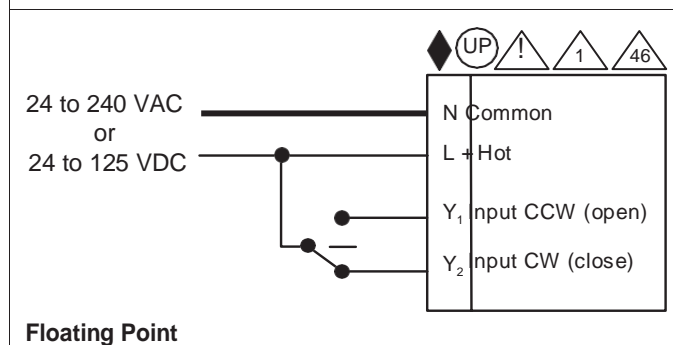 UP ! 1 46
24 to 240 VAC
or
24 to 125 VDC
N Common
L + Hot
Y₁ Input CCW (open)
Y₂ Input CW (close)
Floating Point